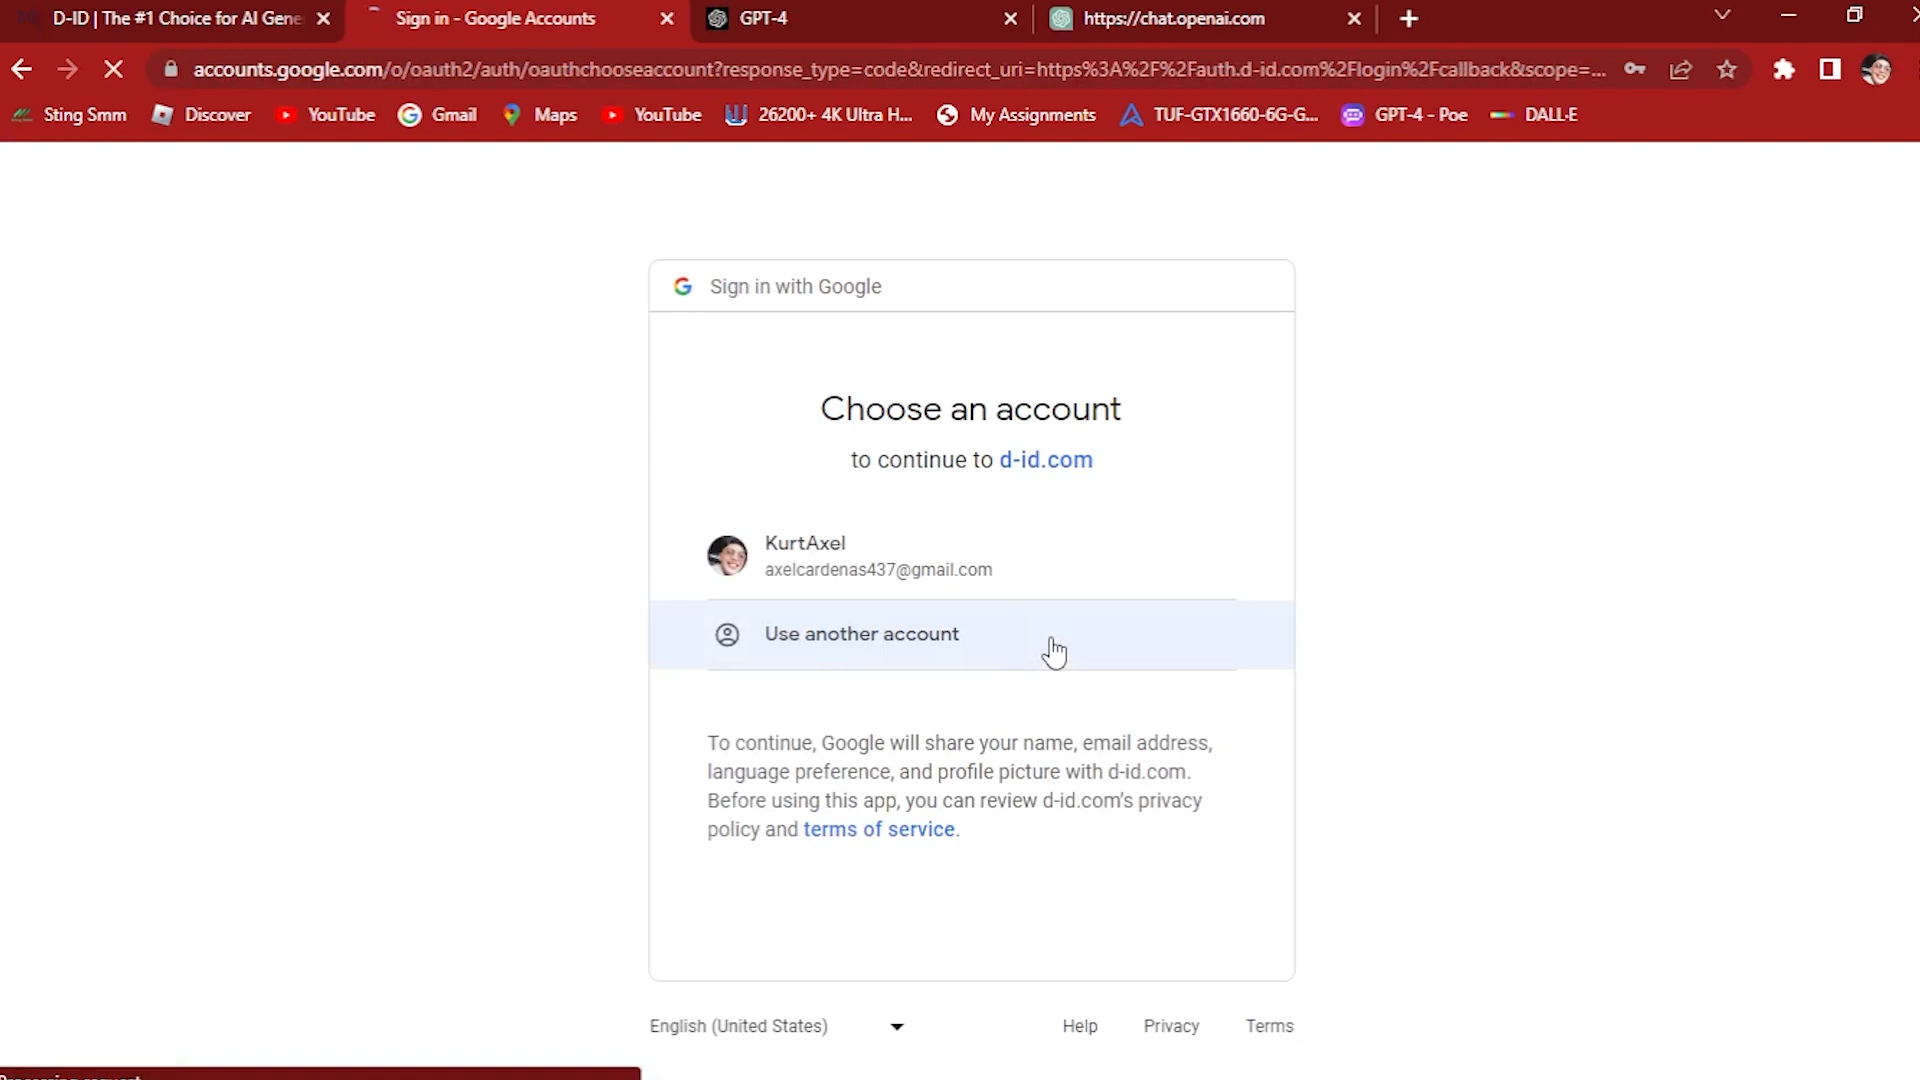 D-ID | The #1 Choice for AI Gene
Sign in - Google Accounts
GPT-4
https://chat.openai.com
accounts.google.com/o/oauth2/auth/oauthchooseaccount?response_type=code&redirect_uri=https%3A%2F%2Fauth.d-id.com%2Flogin%2Fcallback&scope=...
Sting Smm
Discover
YouTube
Gmail
Maps
YouTube
26200+ 4K Ultra H...
My Assignments
TUF-GTX1660-6G-G...
GPT-4 - Poe
DALL·E
Sign in with Google
Choose an account
to continue to d-id.com
KurtAxel
axelcardenas437@gmail.com
Use another account
To continue, Google will share your name, email address,
language preference, and profile picture with d-id.com.
Before using this app, you can review d-id.com's privacy
policy and terms of service.
English (United States)
Help
Privacy
Terms